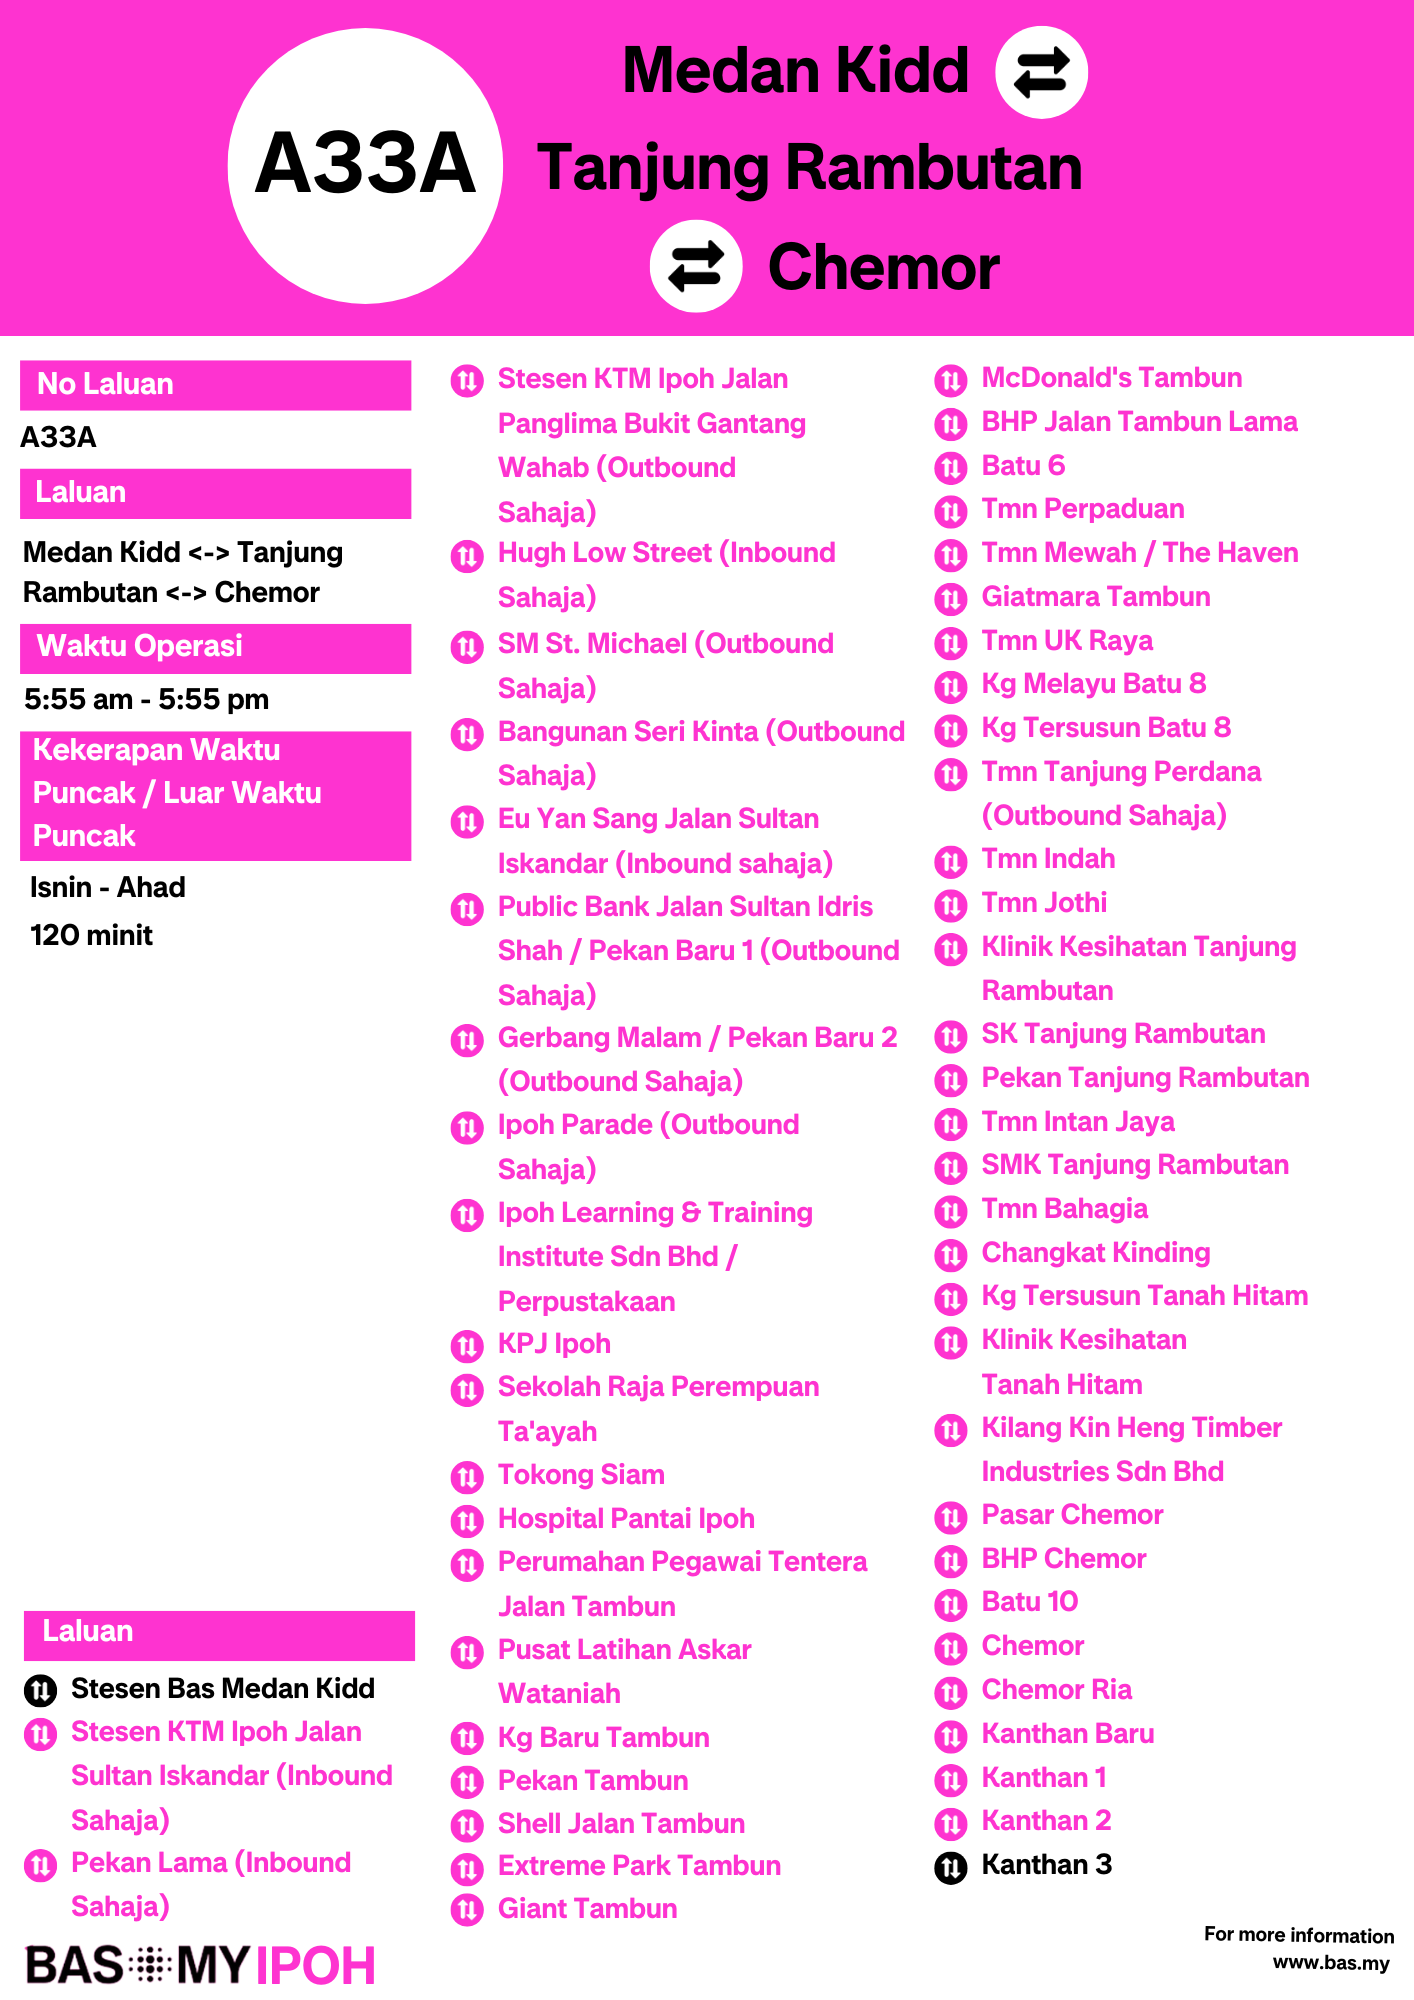 A33A
Medan Kidd
Tanjung Rambutan
Chemor
No Laluan
A33A
Laluan
Medan Kidd <-> Tanjung
Rambutan <-> Chemor
Waktu Operasi
5:55 am - 5:55 pm
Kekerapan Waktu
Puncak / Luar Waktu
Puncak
Isnin - Ahad
120 minit
Laluan
Stesen Bas Medan Kidd
Stesen KTM Ipoh Jalan
Sultan Iskandar (Inbound
Sahaja)
Pekan Lama (Inbound
Sahaja)
Stesen KTM Ipoh Jalan
Panglima Bukit Gantang
Wahab (Outbound
Sahaja)
Hugh Low Street (Inbound
Sahaja)
SM St. Michael (Outbound
Sahaja)
Bangunan Seri Kinta (Outbound
Sahaja)
Eu Yan Sang Jalan Sultan
Iskandar (Inbound sahaja)
Public Bank Jalan Sultan Idris
Shah / Pekan Baru 1 (Outbound
Sahaja)
Gerbang Malam / Pekan Baru 2
(Outbound Sahaja)
Ipoh Parade (Outbound
Sahaja)
Ipoh Learning & Training
Institute Sdn Bhd /
Perpustakaan
KPJ Ipoh
Sekolah Raja Perempuan
Ta'ayah
Tokong Siam
Hospital Pantai Ipoh
Perumahan Pegawai Tentera
Jalan Tambun
Pusat Latihan Askar
Wataniah
Kg Baru Tambun
Pekan Tambun
Shell Jalan Tambun
Extreme Park Tambun
Giant Tambun
McDonald's Tambun
BHP Jalan Tambun Lama
Batu 6
Tmn Perpaduan
Tmn Mewah / The Haven
Giatmara Tambun
Tmn UK Raya
Kg Melayu Batu 8
Kg Tersusun Batu 8
Tmn Tanjung Perdana
(Outbound Sahaja)
Tmn Indah
Tmn Jothi
Klinik Kesihatan Tanjung
Rambutan
SK Tanjung Rambutan
Pekan Tanjung Rambutan
Tmn Intan Jaya
SMK Tanjung Rambutan
Tmn Bahagia
Changkat Kinding
Kg Tersusun Tanah Hitam
Klinik Kesihatan
Tanah Hitam
Kilang Kin Heng Timber
Industries Sdn Bhd
Pasar Chemor
BHP Chemor
Batu 10
Chemor
Chemor Ria
Kanthan Baru
Kanthan 1
Kanthan 2
Kanthan 3
BAS MY IPOH
For more information
www.bas.my